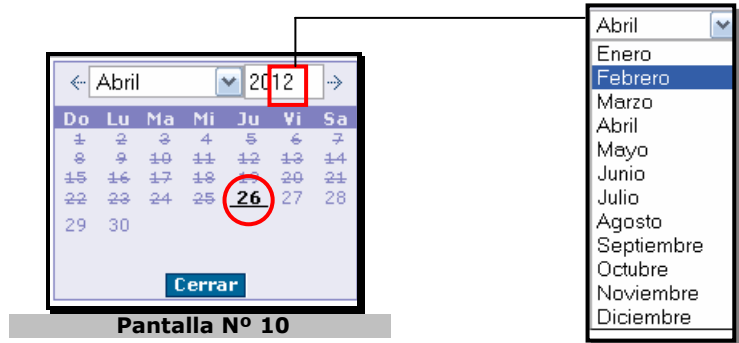 Abril 2012
Do Lu Ma Mi Ju Vi Sa
1 2 3 4 5 6 7
8 9 10 11 12 13 14
15 16 17 18 19 20 21
22 23 24 25 26 27 28
29 30
Cerrar
Pantalla Nº 10
Abril
Enero
Febrero
Marzo
Abril
Mayo
Junio
Julio
Agosto
Septiembre
Octubre
Noviembre
Diciembre